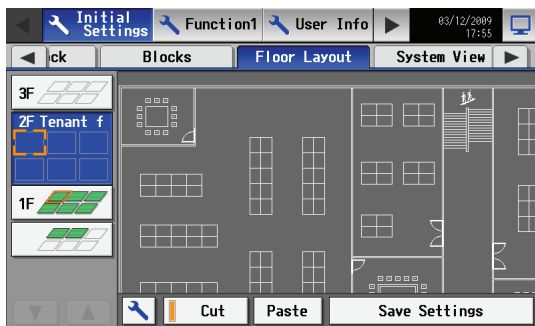 Initial
Settings
Function1
User Info
03/12/2009
17:55
ck
Blocks
Floor Layout
System View
3F
2F Tenant f
1F
Cut
Paste
Save Settings